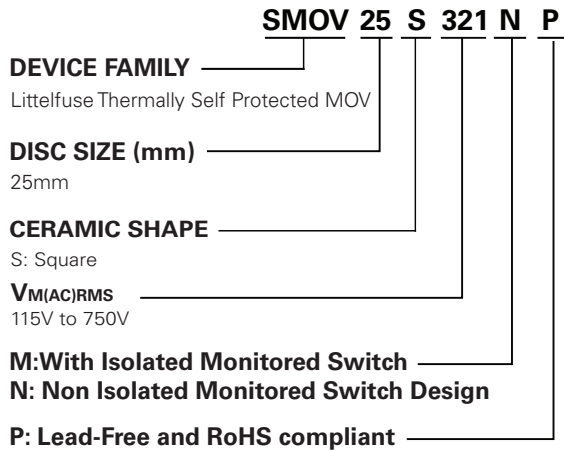 SMOV 25 S 321 N P
DEVICE FAMILY
Littelfuse Thermally Self Protected MOV
DISC SIZE (mm)
25mm
CERAMIC SHAPE
S: Square
VM(AC)RMS
115V to 750V
M:With Isolated Monitored Switch
N: Non Isolated Monitored Switch Design
P: Lead-Free and RoHS compliant